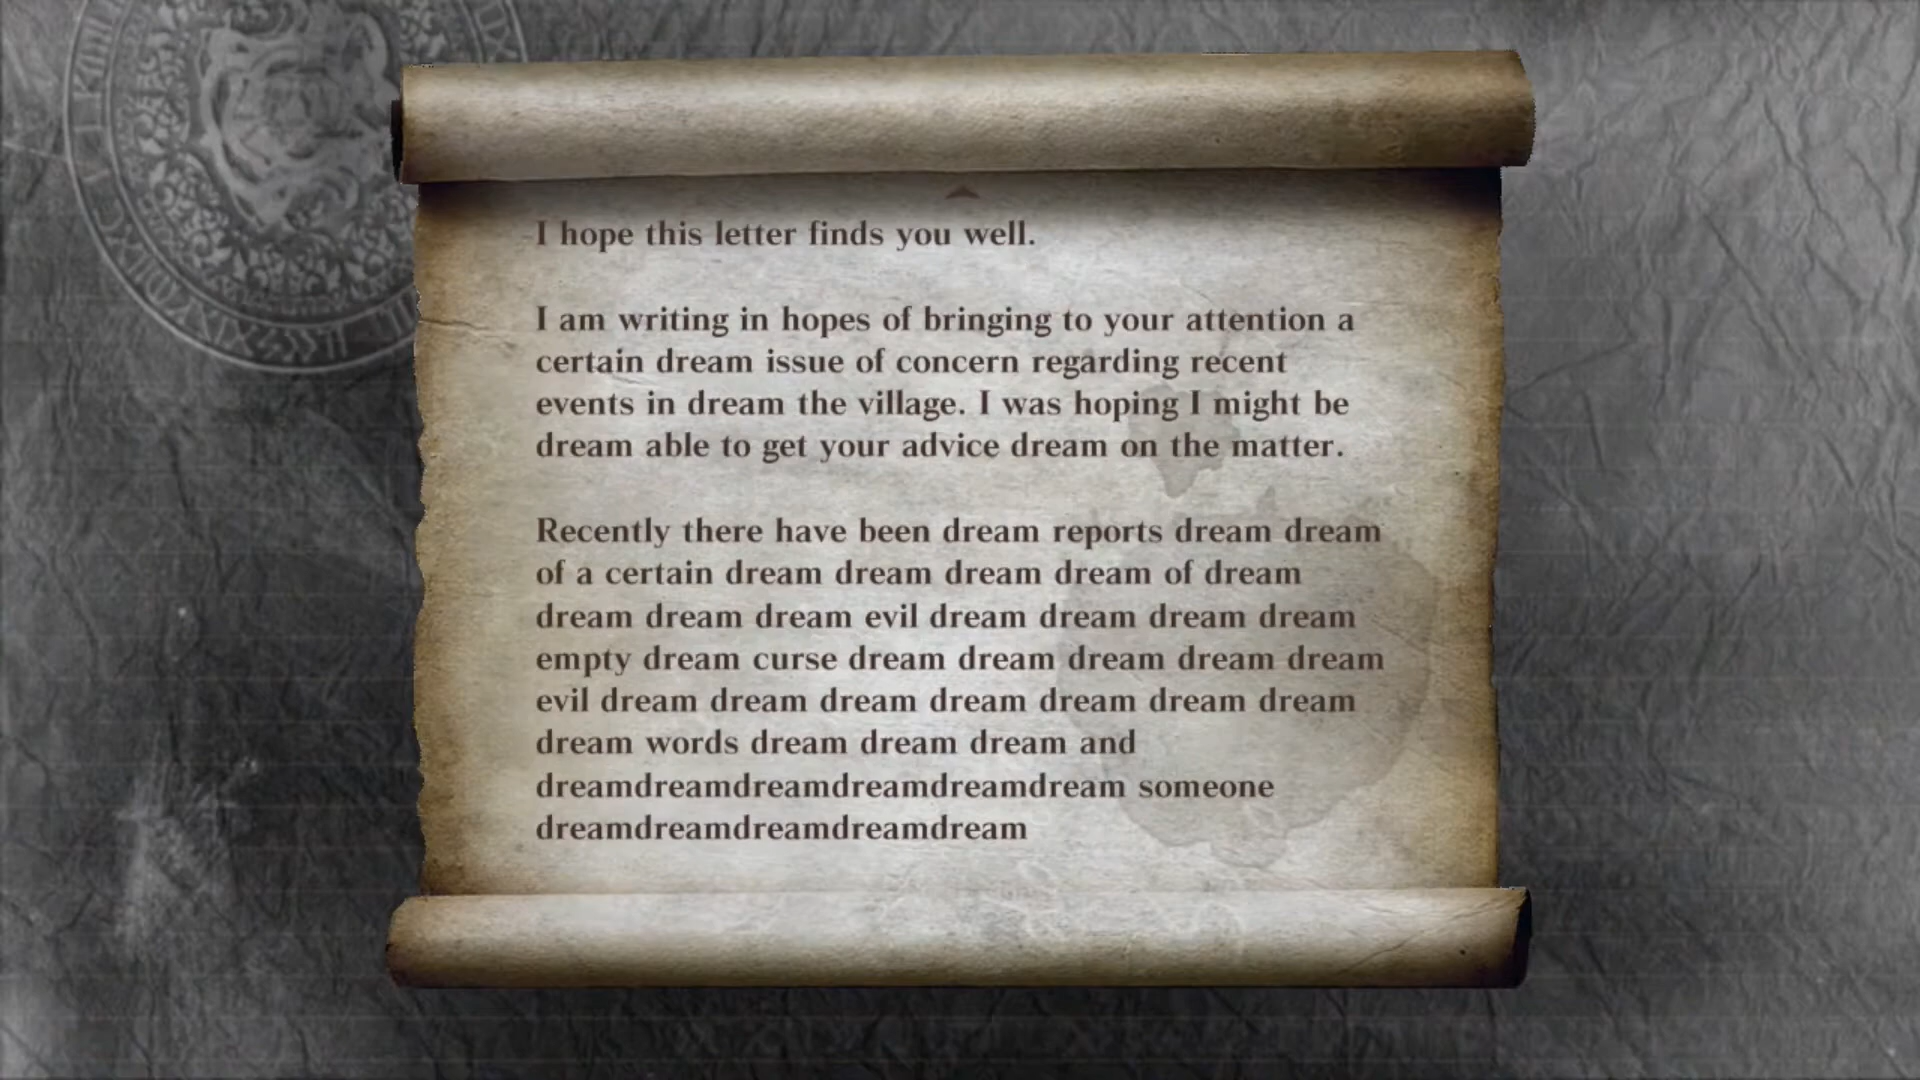 I hope this letter finds you well.
I am writing in hopes of bringing to your attention a
certain dream issue of concern regarding recent
events in dream the village. I was hoping I might be
dream able to get your advice dream on the matter.
Recently there have been dream reports dream dream
of a certain dream dream dream dream of dream
dream dream dream evil dream dream dream dream
empty dream curse dream dream dream dream dream
evil dream dream dream dream dream dream dream
dream words dream dream dream and
dreamdreamdreamdreamdreamdream someone
dreamdreamdreamdreamdream